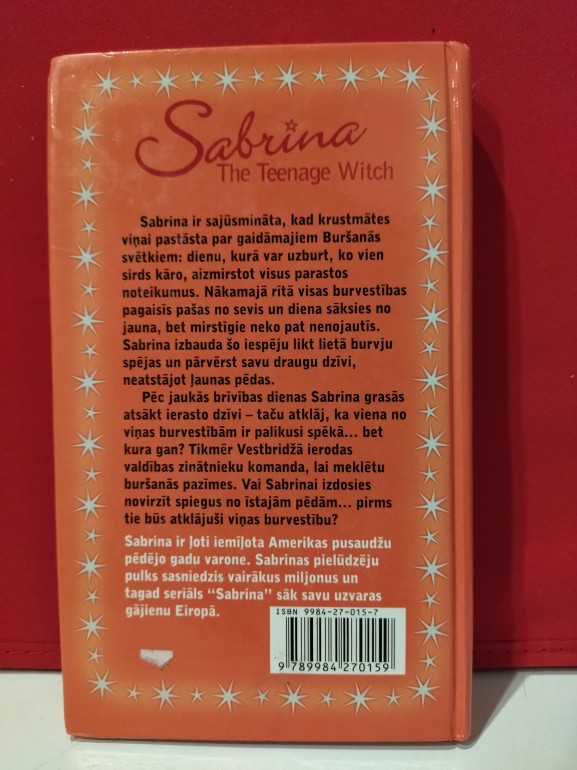 Sabrina
The Teenage Witch
Sabrina ir sajūsmināta, kad krustmātes
viņai pastāsta par gaidāmajiem Buršanās
svētkiem: dienu, kurā var uzburt, ko vien
sirds kāro, aizmirstot visus parastos
noteikumus. Nākamajā rītā visas burvestības
pagaisīs pašas no sevis un diena sāksies no
jauna, bet mirstīgie neko pat nenojautīs.
Sabrina izbauda šo iespēju likt lietā burvju
spējas un pārvērst savu draugu dzīvi,
neatstājot ļaunas pēdas.
Pēc jaukās brīvības dienas Sabrina grasās
atsākt ierasto dzīvi – taču atklāj, ka viena no
viņas burvestībām ir palikusi spēkā... bet
kura gan? Tikmēr Vestbridžā ierodas
valdības zinātnieku komanda, lai meklētu
buršanās pazīmes. Vai Sabrinai izdosies
novirzīt spiegus no īstajām pēdām... pirms
tie būs atklājuši viņas burvestību?
Sabrina ir ļoti iemīļota Amerikas pusaudžu
pēdējo gadu varone. Sabrinas pielūdzēju
pulks sasniedzis vairākus miljonus un
tagad seriāls "Sabrina" sāk savu uzvaras
gājienu Eiropā.
ISBN 9984-27-015-7
9 789984 270159